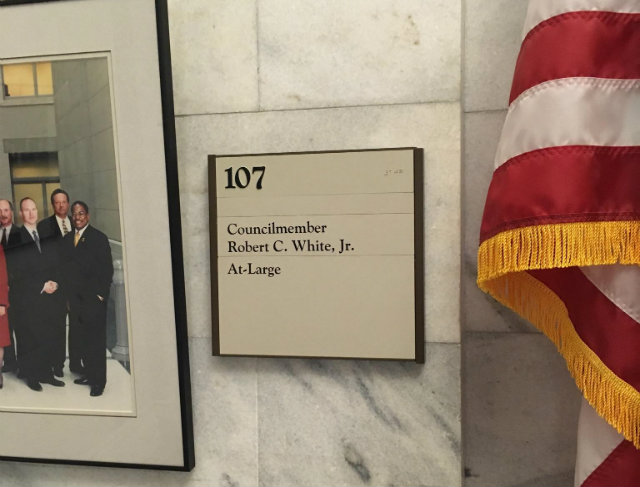 107
Councilmember
Robert C. White, Jr.
At-Large